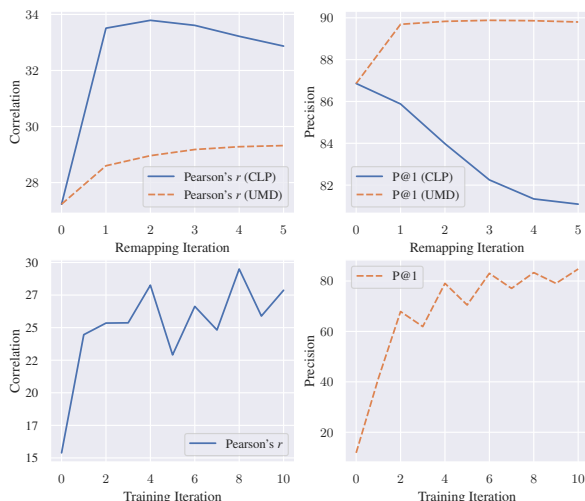 34
32
30
28
Correlation
Pearson's r (CLP)
Pearson's r (UMD)
0 1 2 3 4 5
Remapping Iteration
90
88
86
84
82
Precision
P@1 (CLP)
P@1 (UMD)
0 1 2 3 4 5
Remapping Iteration
30
27
25
23
20
17
15
Correlation
Pearson's r
0 2 4 6 8 10
Training Iteration
80
60
40
20
Precision
P@1
0 2 4 6 8 10
Training Iteration